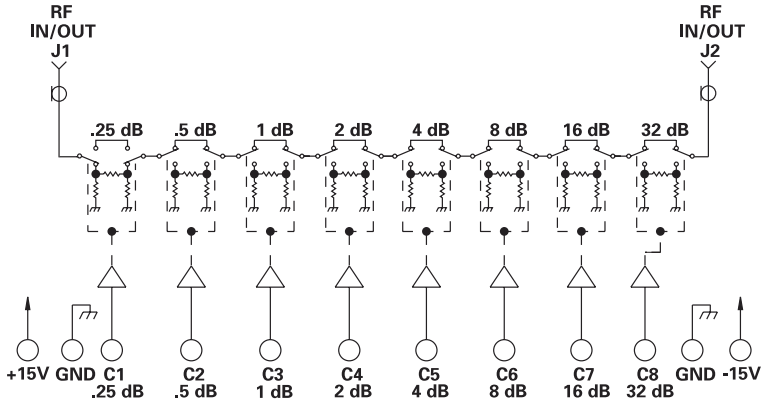 RF
IN/OUT
J1
RF
IN/OUT
J2
.25 dB .5 dB 1 dB 2 dB 4 dB 8 dB 16 dB 32 dB
+15V GND C1 C2 C3 C4 C5 C6 C7 C8 GND -15V
.25 dB .5 dB 1 dB 2 dB 4 dB 8 dB 16 dB 32 dB